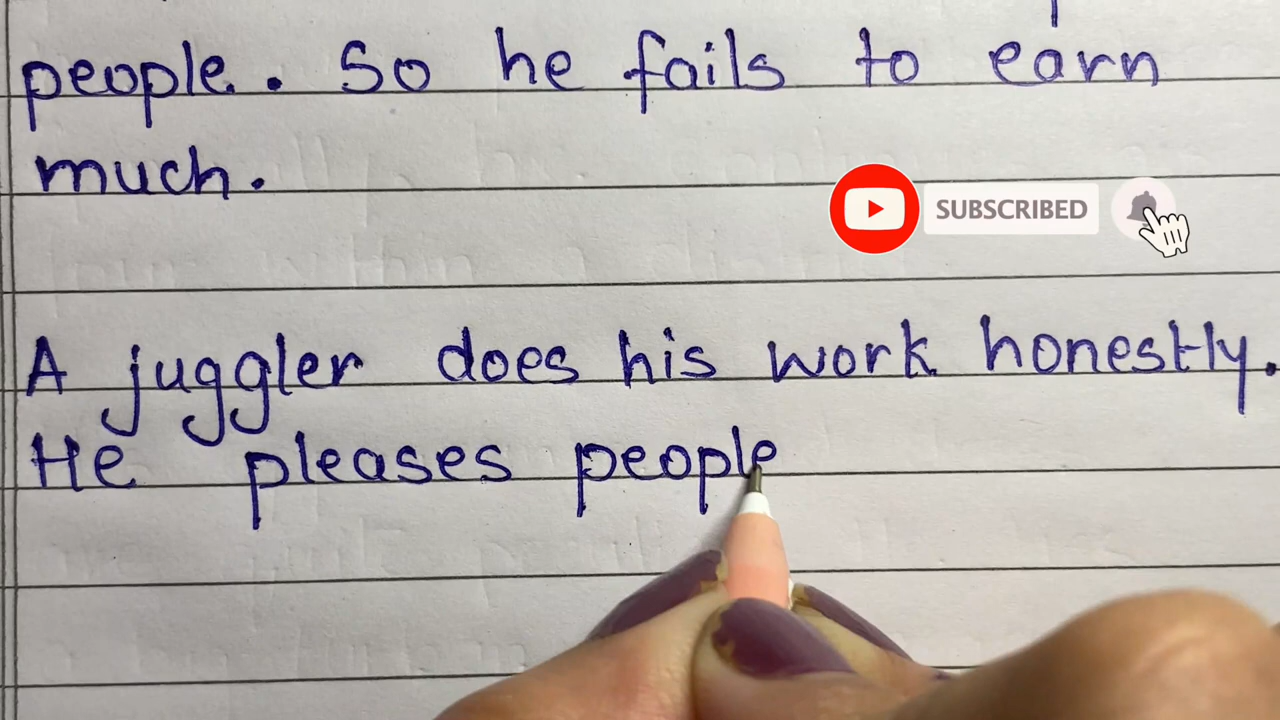 people. So he fails to earn
much.
SUBSCRIBED
A juggler does his work honestly.
He pleases people